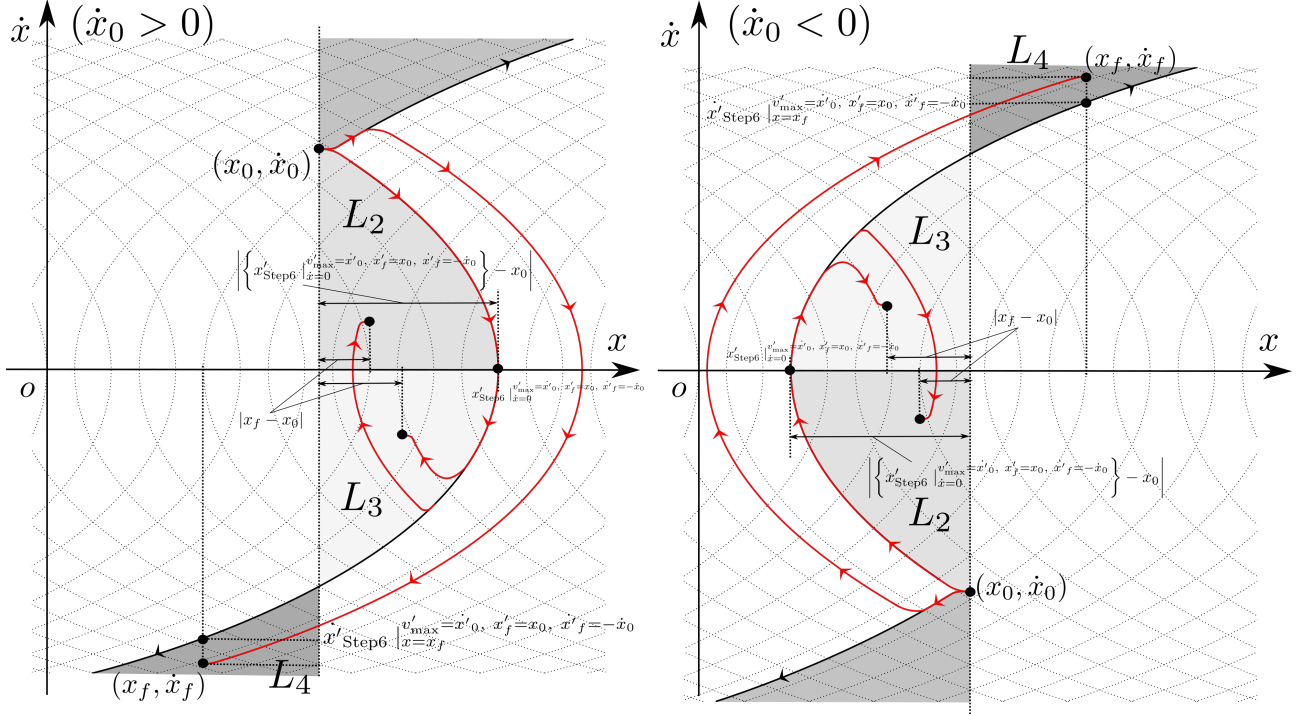 ẋ (ẋ₀ > 0)
(x₀, ẋ₀)
L₂
|{x′Step6 |ẋ=0 v′max=ẋ′₀, x′f=x₀, ẋ′f=−ẋ₀} − x₀|
x
o
x′Step6 |ẋ=0 v′max=ẋ′₀, x′f=x₀, ẋ′f=−ẋ₀
|xf − x₀|
L₃
ẋ′Step6 |x=xf v′max=ẋ′₀, x′f=x₀, ẋ′f=−ẋ₀
(xf, ẋf)
L₄
ẋ (ẋ₀ < 0)
L₄
(xf, ẋf)
ẋ′Step6 |x=xf v′max=ẋ′₀, x′f=x₀, ẋ′f=−ẋ₀
L₃
|xf − x₀|
x′Step6 |ẋ=0 v′max=ẋ′₀, x′f=x₀, ẋ′f=−ẋ₀
x
o
|{x′Step6 |ẋ=0 v′max=ẋ′₀, x′f=x₀, ẋ′f=−ẋ₀} − x₀|
L₂
(x₀, ẋ₀)